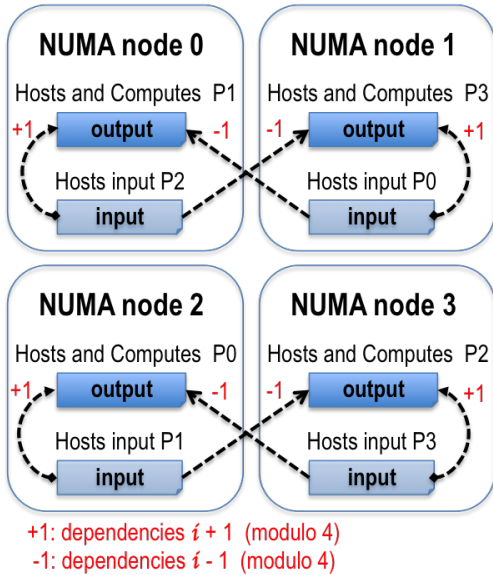 NUMA node 0
Hosts and Computes P1
+1 output -1
Hosts input P2
input
NUMA node 1
Hosts and Computes P3
-1 output +1
Hosts input P0
input
NUMA node 2
Hosts and Computes P0
+1 output -1
Hosts input P1
input
NUMA node 3
Hosts and Computes P2
-1 output +1
Hosts input P3
input
+1: dependencies i + 1 (modulo 4)
-1: dependencies i - 1 (modulo 4)